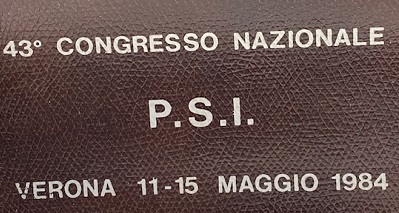 43° CONGRESSO NAZIONALE
P.S.I.
VERONA 11-15 MAGGIO 1984